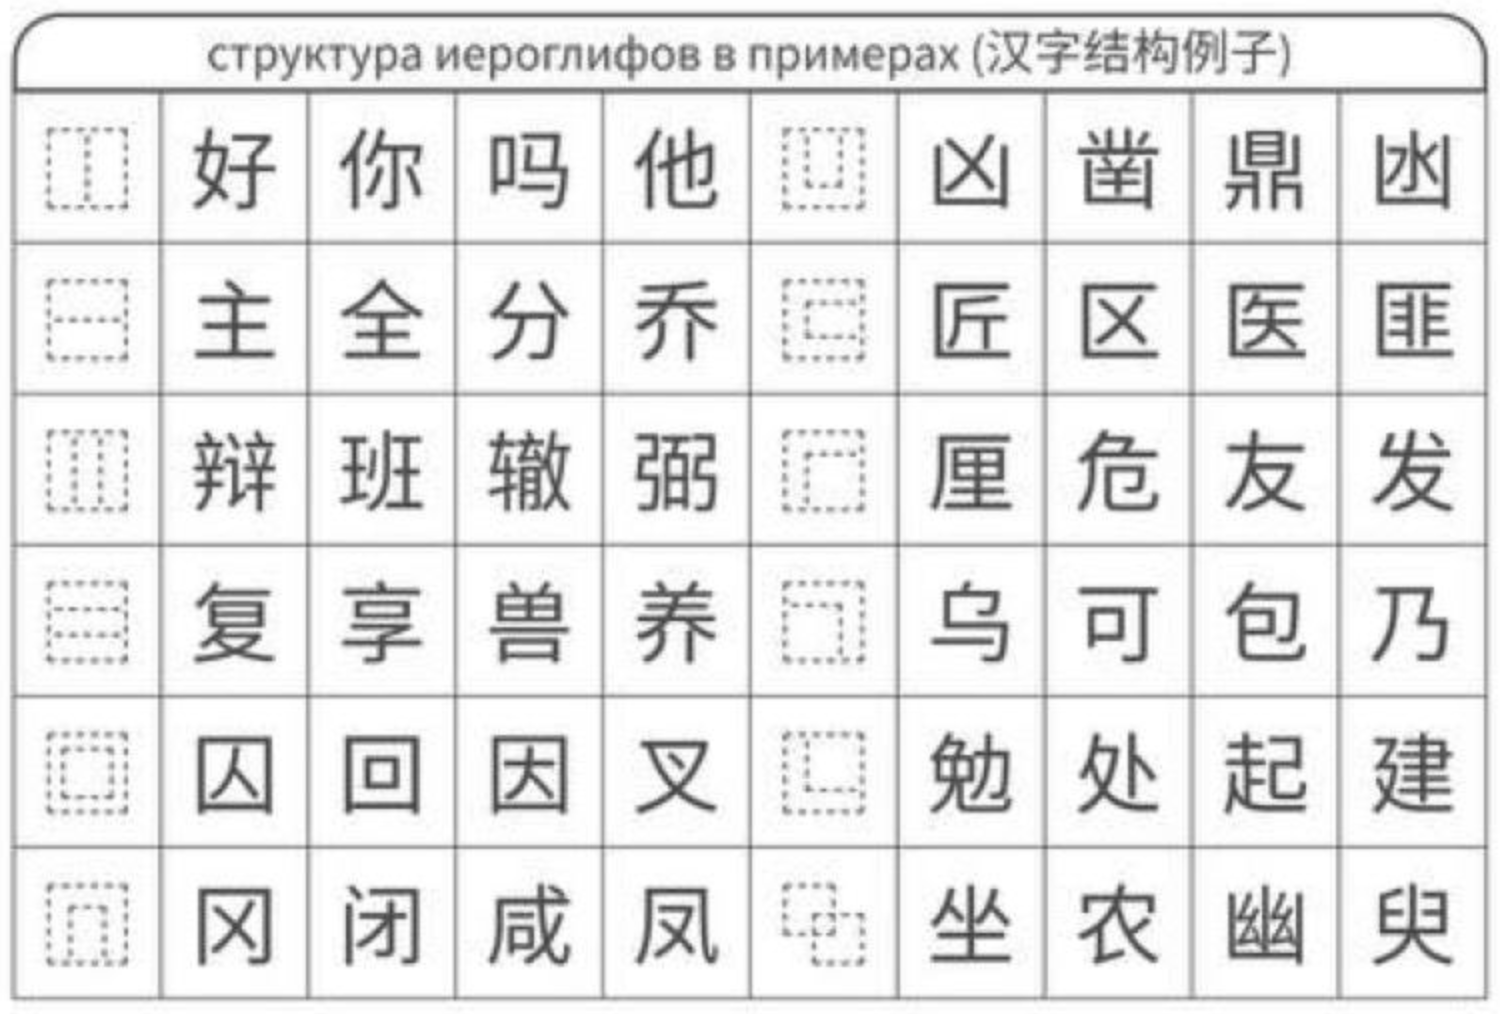 структура иероглифов в примерах (汉字结构例子)
好 你 吗 他 凶 凿 鼎 凼
主 全 分 乔 匠 区 医 匪
辩 班 辙 弼 厘 危 友 发
复 享 兽 养 乌 可 包 乃
囚 回 因 叉 勉 处 起 建
冈 闭 咸 凤 坐 农 幽 臾